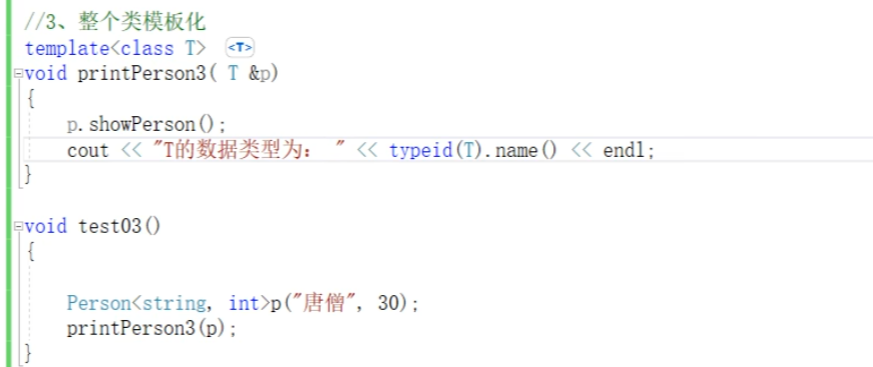 //3、整个类模板化
template<class T> <T>
void printPerson3( T &p)
{
p.showPerson();
cout << "T的数据类型为： " << typeid(T).name() << endl;
}
void test03()
{
Person<string, int>p("唐僧", 30);
printPerson3(p);
}